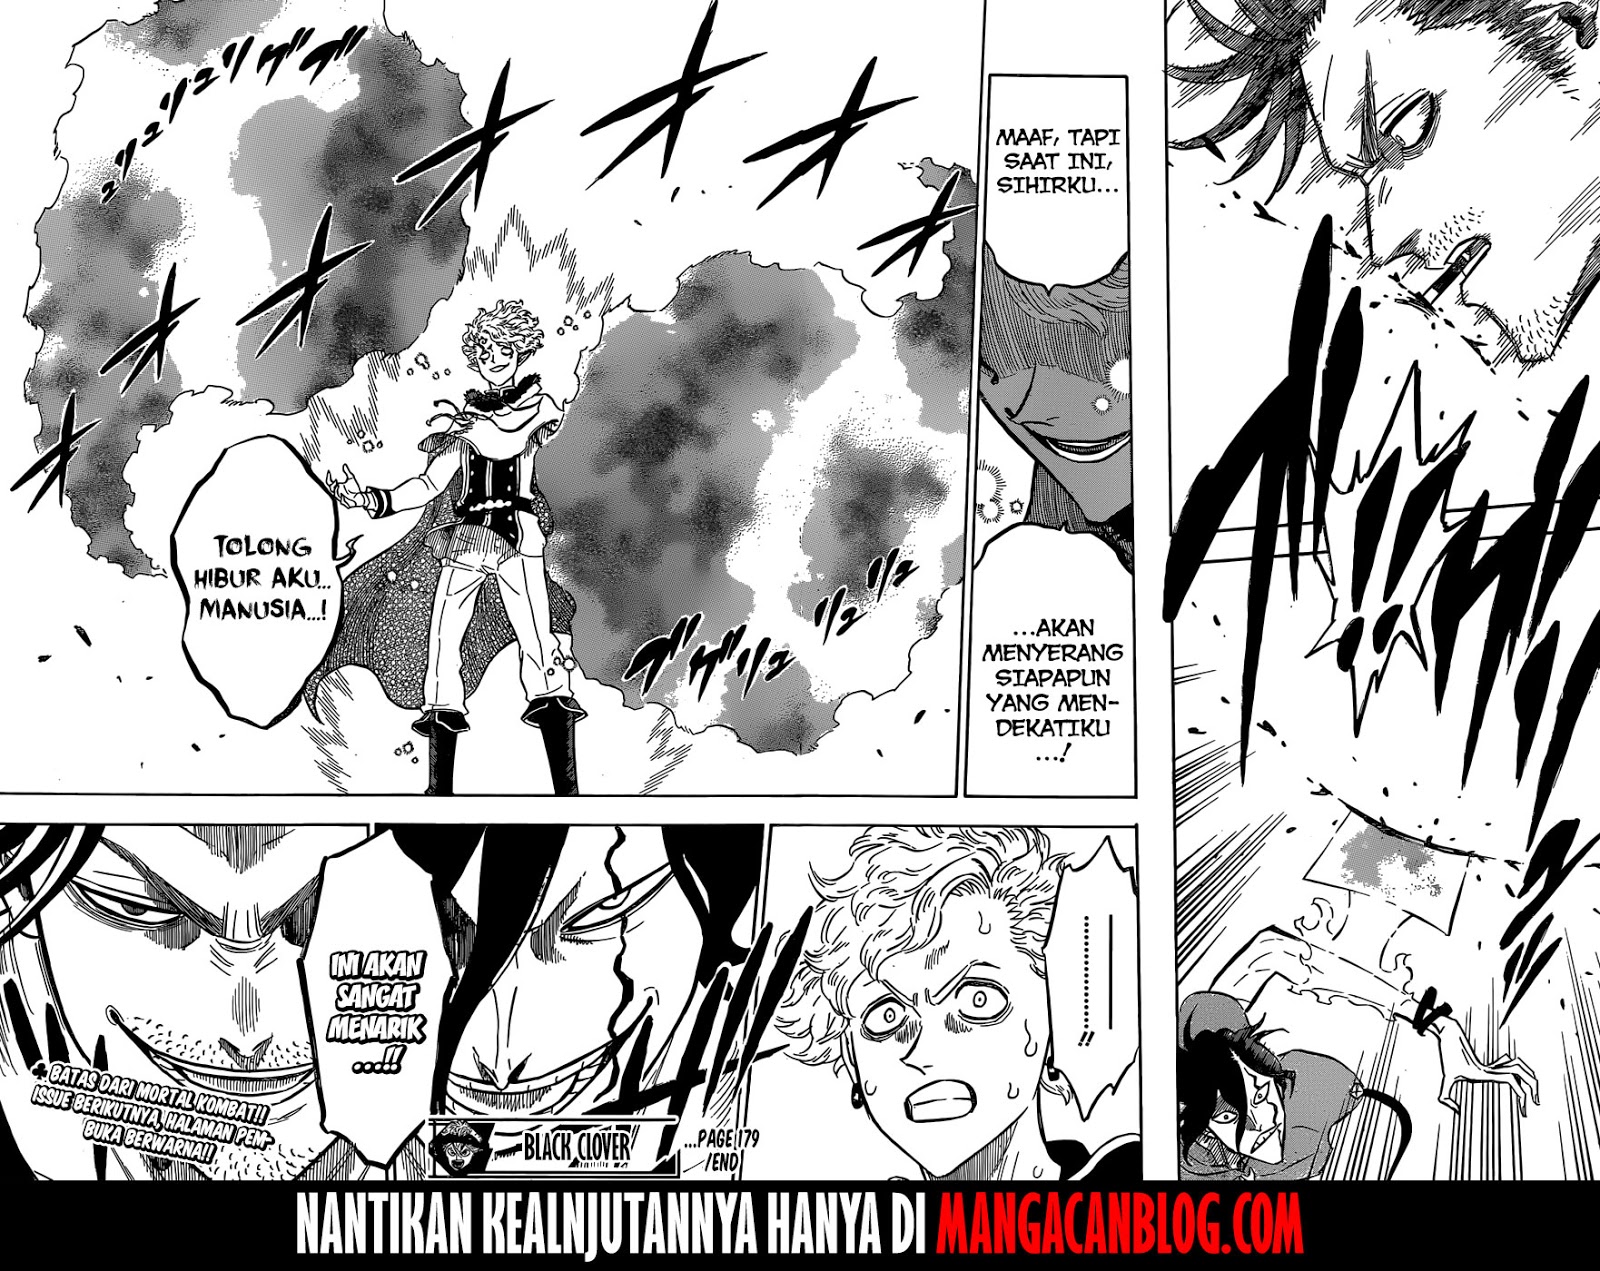 MAAF, TAPI
SAAT INI,
SIHIRKU...
...AKAN
MENYERANG
SIAPAPUN
YANG MEN-
DEKATIKU
...!
TOLONG
HIBUR AKU...
MANUSIA...!
INI AKAN
SANGAT
MENARIK
...!!
BATAS DARI MORTAL KOMBAT!!
ISSUE BERIKUTNYA, HALAMAN PEM-
BUKA BERWARNA!!
BLACK CLOVER
...PAGE 179
/END
NANTIKAN KEALNJUTANNYA HANYA DI MANGACANBLOG.COM